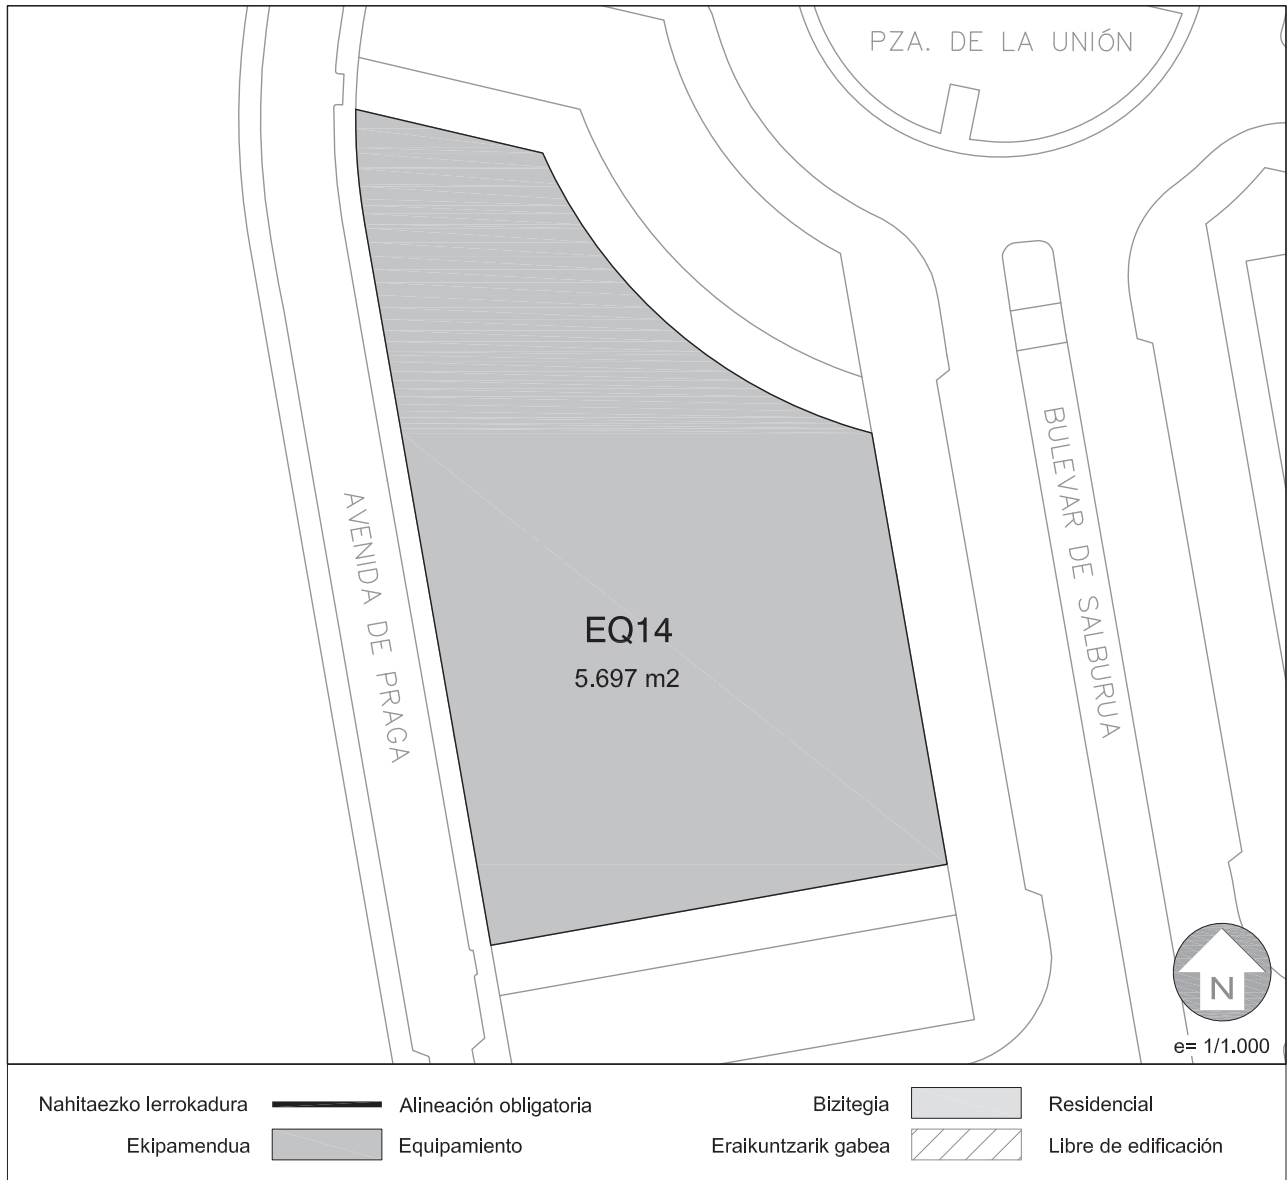 PZA. DE LA UNIÓN
BULEVAR DE SALBURUA
AVENIDA DE PRAGA
EQ14
5.697 m2
N
e= 1/1.000
Nahitaezko lerrokadura Alineación obligatoria
Bizitegia Residencial
Ekipamendua Equipamiento
Eraikuntzarik gabea Libre de edificación